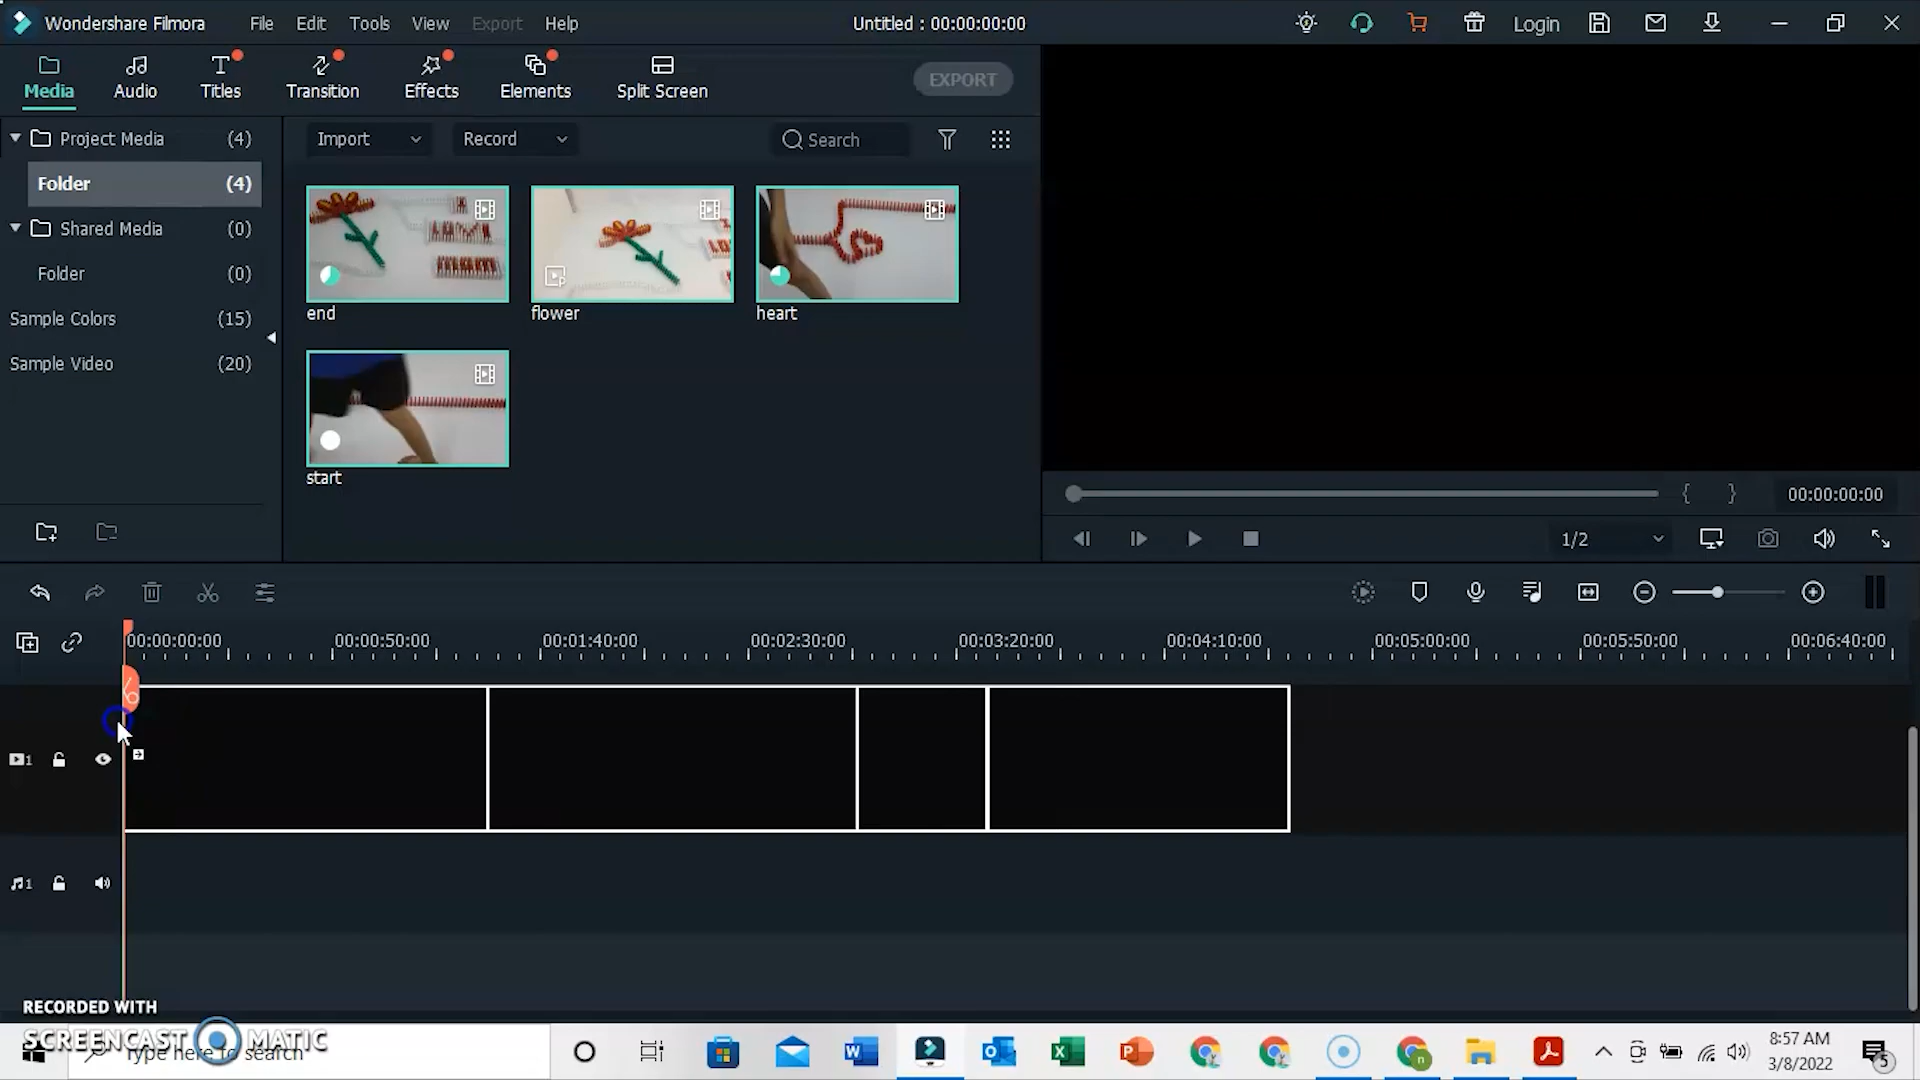 Wondershare Filmora
File Edit Tools View Export Help
Untitled : 00:00:00:00
Login
Media
Audio
Titles
Transition
Effects
Elements
Split Screen
EXPORT
Project Media (4)
Folder (4)
Shared Media (0)
Folder (0)
Sample Colors (15)
Sample Video (20)
Import
Record
Search
end
flower
heart
start
{ } 00:00:00:00
1/2
00:00:00:00 00:00:50:00 00:01:40:00 00:02:30:00 00:03:20:00 00:04:10:00 00:05:00:00 00:05:50:00 00:06:40:00
1
1
RECORDED WITH
SCREENCAST MATIC
Type here to search
8:57 AM
3/8/2022
5